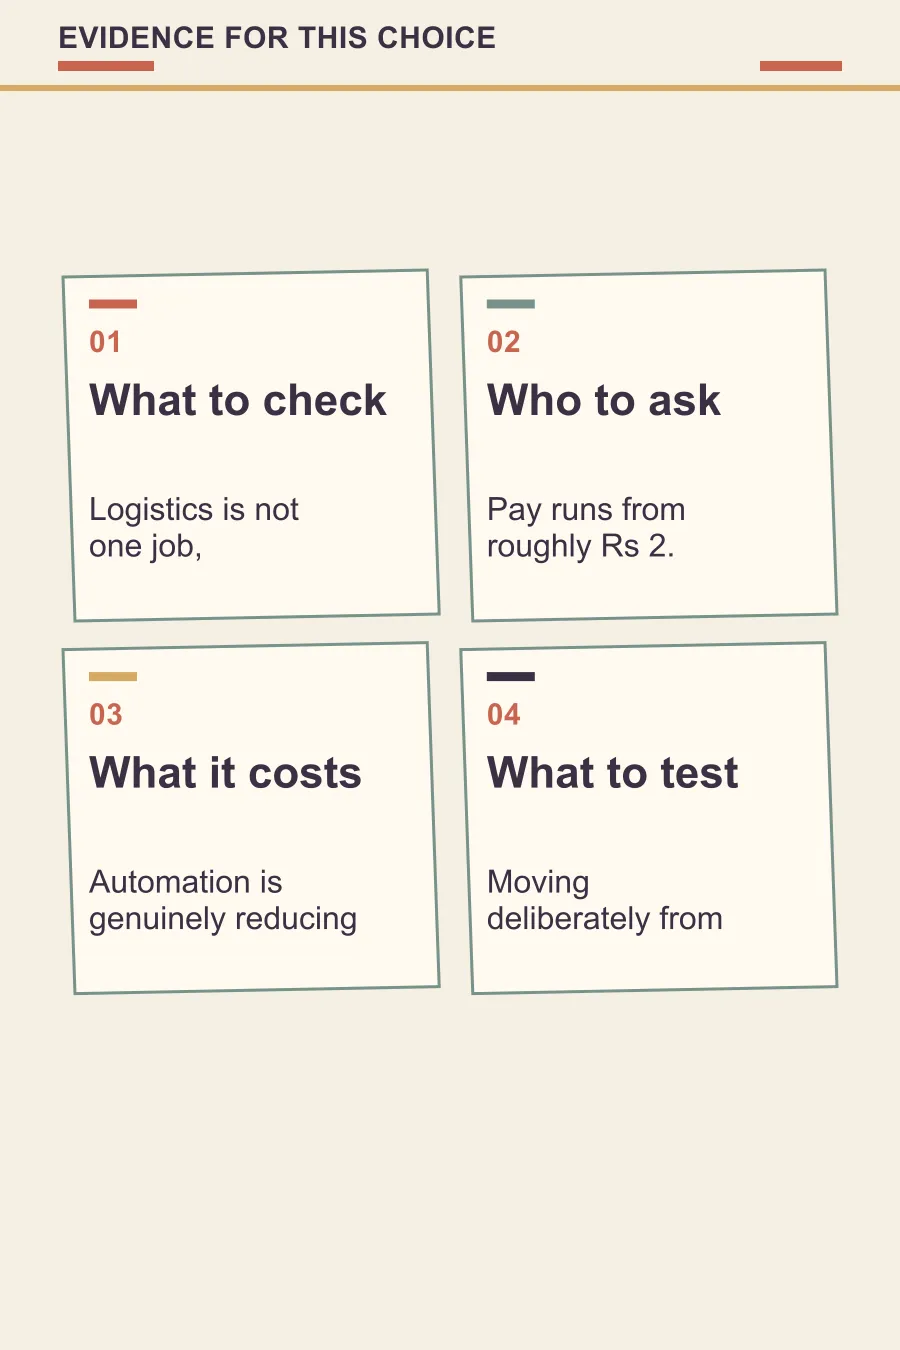 EVIDENCE FOR THIS CHOICE
01
What to check
Logistics is not
one job,
02
Who to ask
Pay runs from
roughly Rs 2.
03
What it costs
Automation is
genuinely reducing
04
What to test
Moving
deliberately from